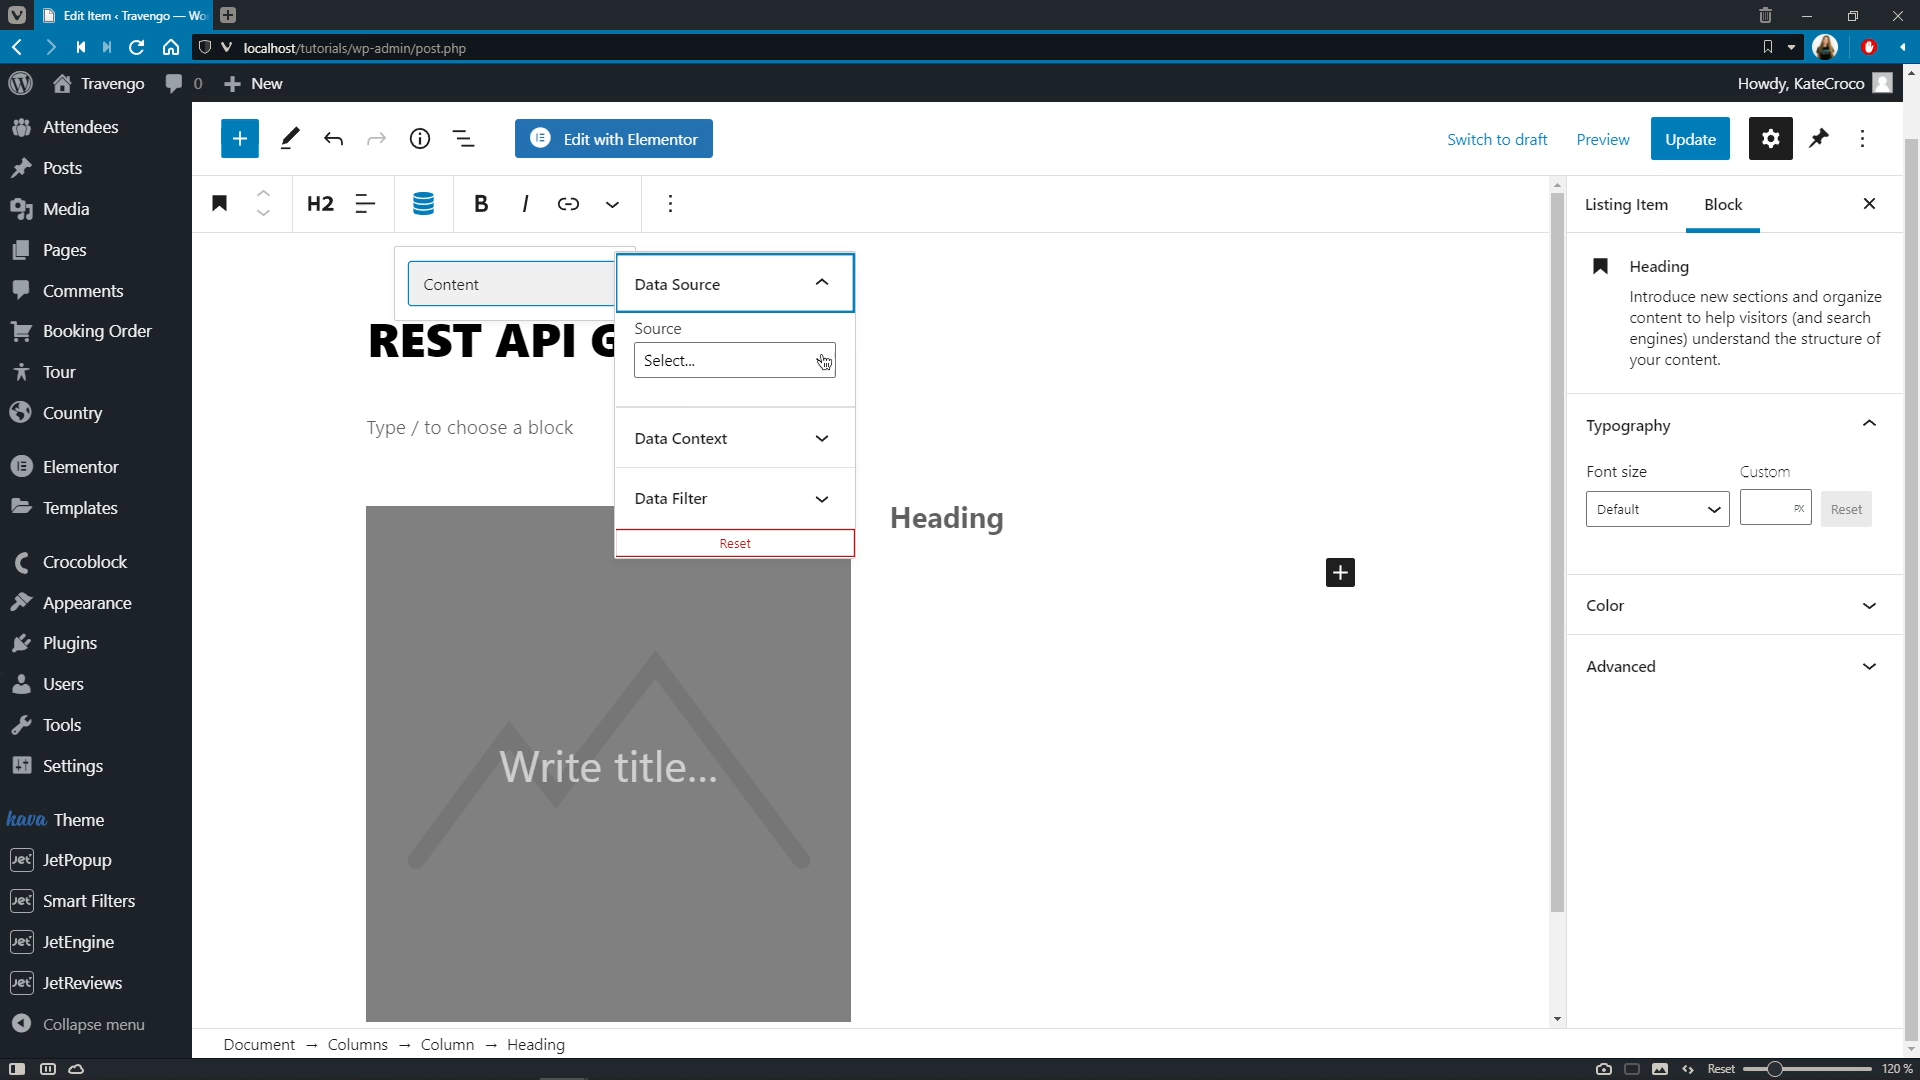 Edit Item ‹ Travengo — Wo
localhost/tutorials/wp-admin/post.php
Travengo
0
New
Howdy, KateCroco
Attendees
Posts
Media
Pages
Comments
Booking Order
Tour
Country
Elementor
Templates
Crocoblock
Appearance
Plugins
Users
Tools
Settings
kava Theme
Jet JetPopup
Jet Smart Filters
Jet JetEngine
Jet JetReviews
Collapse menu
Edit with Elementor
Switch to draft
Preview
Update
H2
B
I
Content
REST API G
Type / to choose a block
Data Source
Source
Select...
Data Context
Data Filter
Reset
Heading
Write title...
Listing Item
Block
Heading
Introduce new sections and organize
content to help visitors (and search
engines) understand the structure of
your content.
Typography
Font size
Custom
Default
PX
Reset
Color
Advanced
Document → Columns → Column → Heading
Reset
120 %